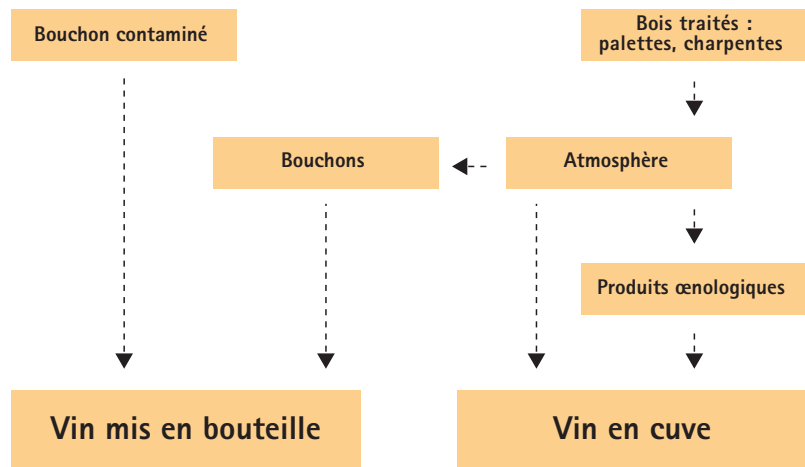 Bouchon contaminé
Bois traités :
palettes, charpentes
Bouchons
Atmosphère
Produits œnologiques
Vin mis en bouteille
Vin en cuve